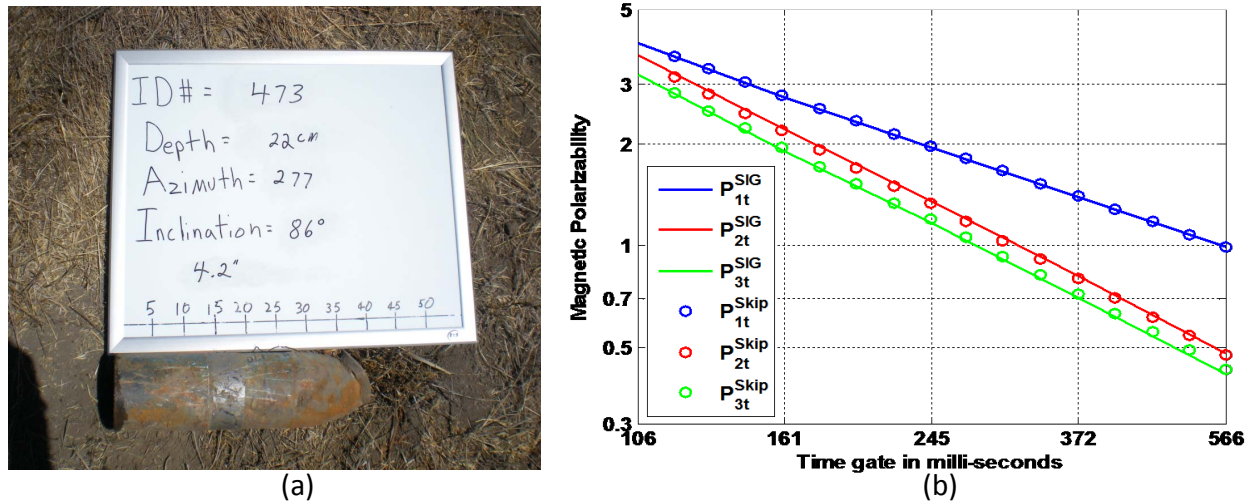 ID# = 473
Depth = 22cm
Azimuth = 277
Inclination = 86°
4.2"
5 10 15 20 25 30 35 40 45 50
(a)
5
3
2
1
0.7
0.5
0.3
Magnetic Polarizability
P1t^SIG
P2t^SIG
P3t^SIG
P1t^Skip
P2t^Skip
P3t^Skip
106 161 245 372 566
Time gate in milli-seconds
(b)